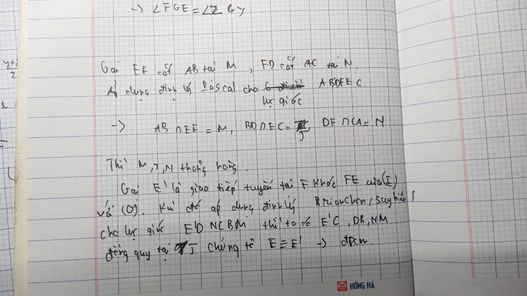 → ∠FGE = ∠ZGY
Gọi EF cắt AB tại M, FD cắt AC tại N.
Áp dụng định lý Pascal cho lục giác ABDFEC
→ AB ∩ EF = M, BD ∩ EC = J, DF ∩ CA = N
Thì M, J, N thẳng hàng.
Gọi E' là giao tiếp tuyến tại F khác FE của (I)
với (O). Khi đó áp dụng định lý Brianchon, suy biến
cho lục giác E'DNCBM thì ta có E'C, DB, NM
đồng quy tại J chứng tỏ E ≡ E' → đpcm.
HỒNG HÀ